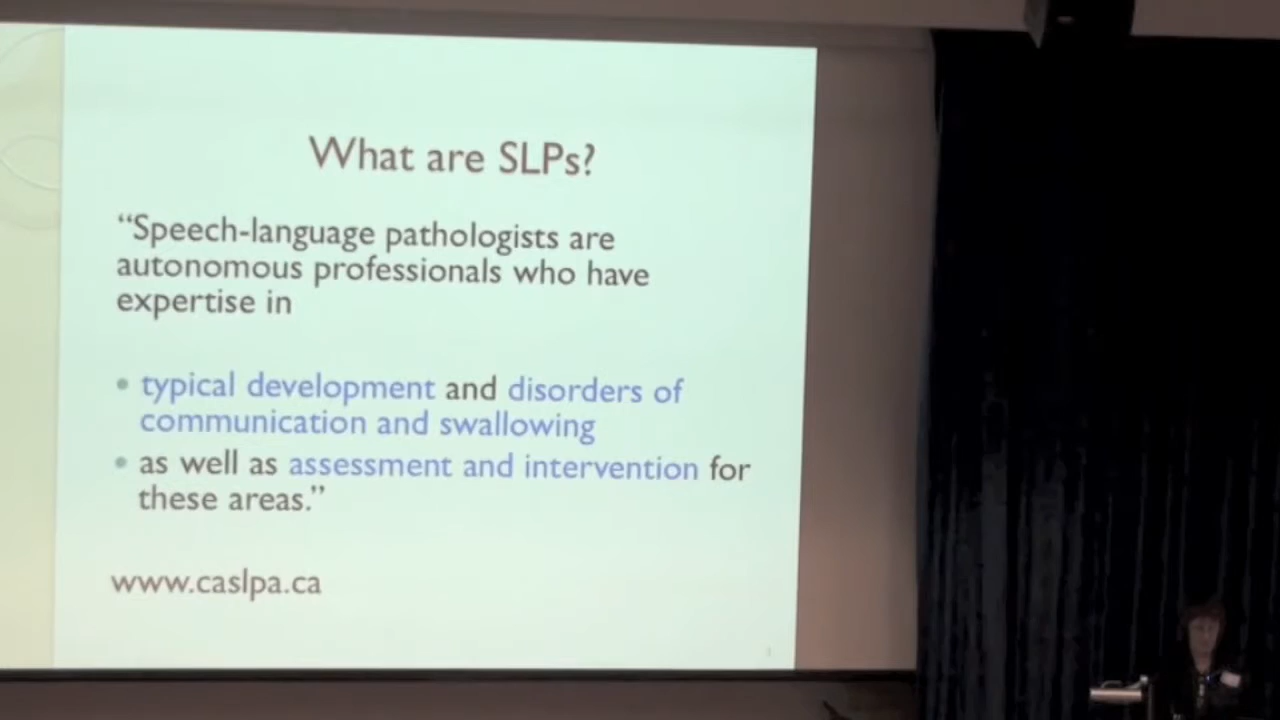 What are SLPs?
“Speech-language pathologists are
autonomous professionals who have
expertise in
• typical development and disorders of
communication and swallowing
• as well as assessment and intervention for
these areas.”
www.caslpa.ca